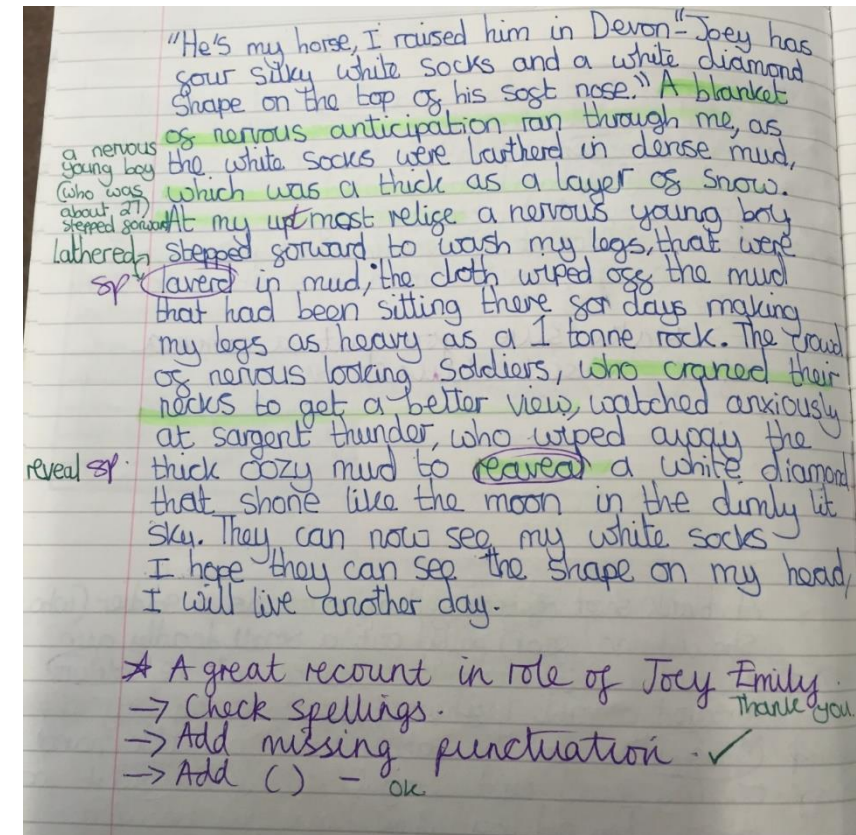 "He's my horse, I raised him in Devon"-Joey has
four silky white socks and a white diamond
shape on the top of his soft nose." A blanket
of nervous anticipation ran through me, as
a nervous
young boy
(who was
about, 27)
stepped forward
the white socks were lartherd in dense mud,
which was a thick as a layer of snow.
At my uptmost relife a nervous young boy
lathered
stepped forward to wash my legs, that were
sp laverd in mud, the cloth wiped off the mud
that had been sitting there for days making
my legs as heavy as a 1 tonne rock. The crowd
of nervous looking soldiers, who craned their
necks to get a better view, watched anxiously
at sargent thunder, who wiped away the
reveal sp. thick oozy mud to reaveal a white diamond
that shone like the moon in the dimly lit
sky. They can now see my white socks
I hope they can see the shape on my head,
I will live another day.
A great recount in role of Joey Emily.
Thank you.
→ Check spellings.
→ Add missing punctuation. ✓
→ Add () - ok